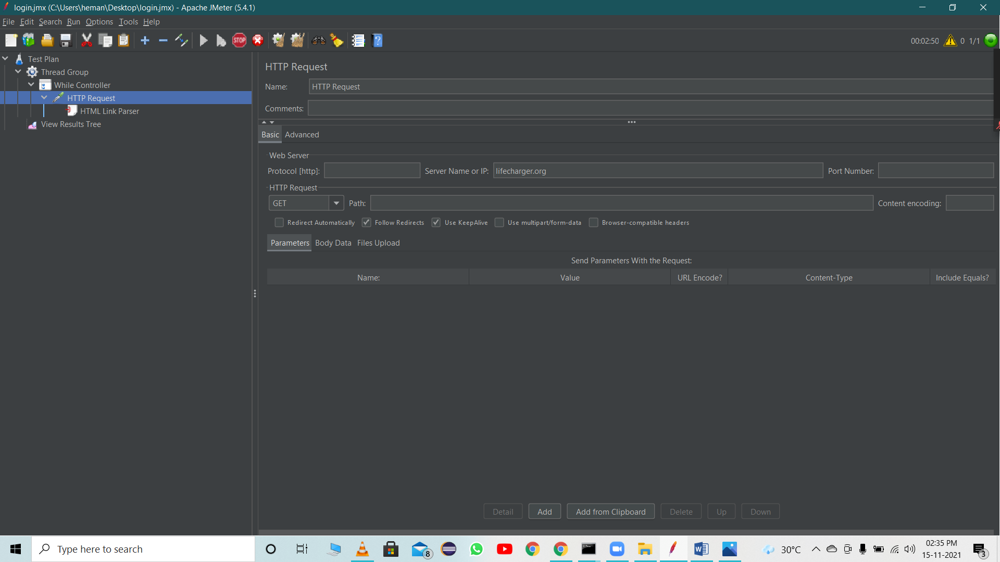 login.jmx (C:\Users\heman\Desktop\login.jmx) - Apache JMeter (5.4.1)
File Edit Search Run Options Tools Help
STOP
00:02:50 0 1/1
Test Plan
Thread Group
While Controller
HTTP Request
HTML Link Parser
View Results Tree
HTTP Request
Name: HTTP Request
Comments:
Basic Advanced
Web Server
Protocol [http]: Server Name or IP: lifecharger.org Port Number:
HTTP Request
GET Path: Content encoding:
Redirect Automatically Follow Redirects Use KeepAlive Use multipart/form-data Browser-compatible headers
Parameters Body Data Files Upload
Send Parameters With the Request:
Name: Value URL Encode? Content-Type Include Equals?
Detail Add Add from Clipboard Delete Up Down
Type here to search
8
30°C
02:35 PM
15-11-2021
3